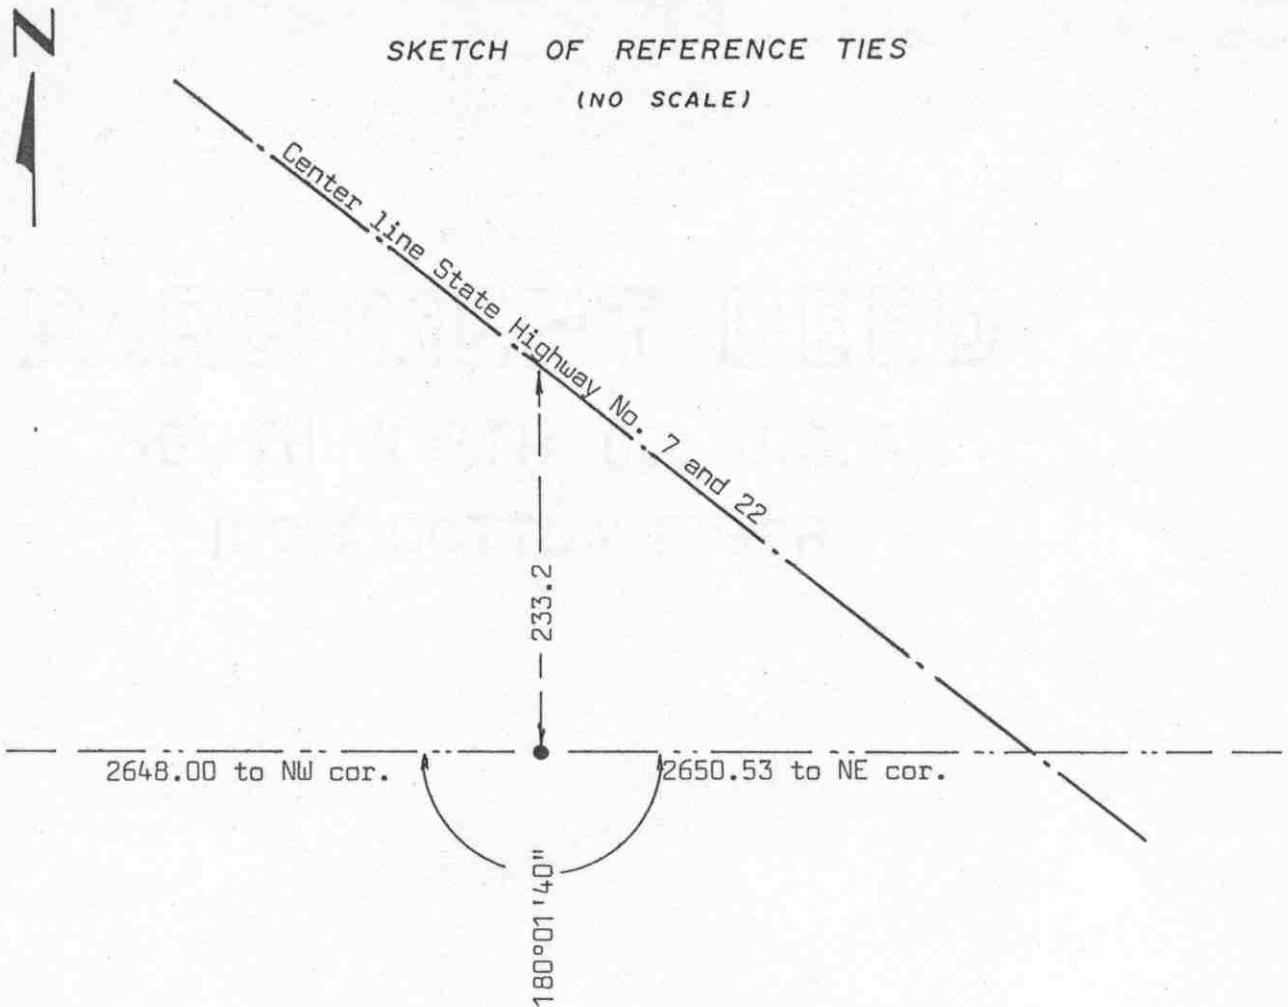 N
SKETCH OF REFERENCE TIES
(NO SCALE)
Center line State Highway No. 7 and 22
233.2
2648.00 to NW cor.
2650.53 to NE cor.
180°01'40"